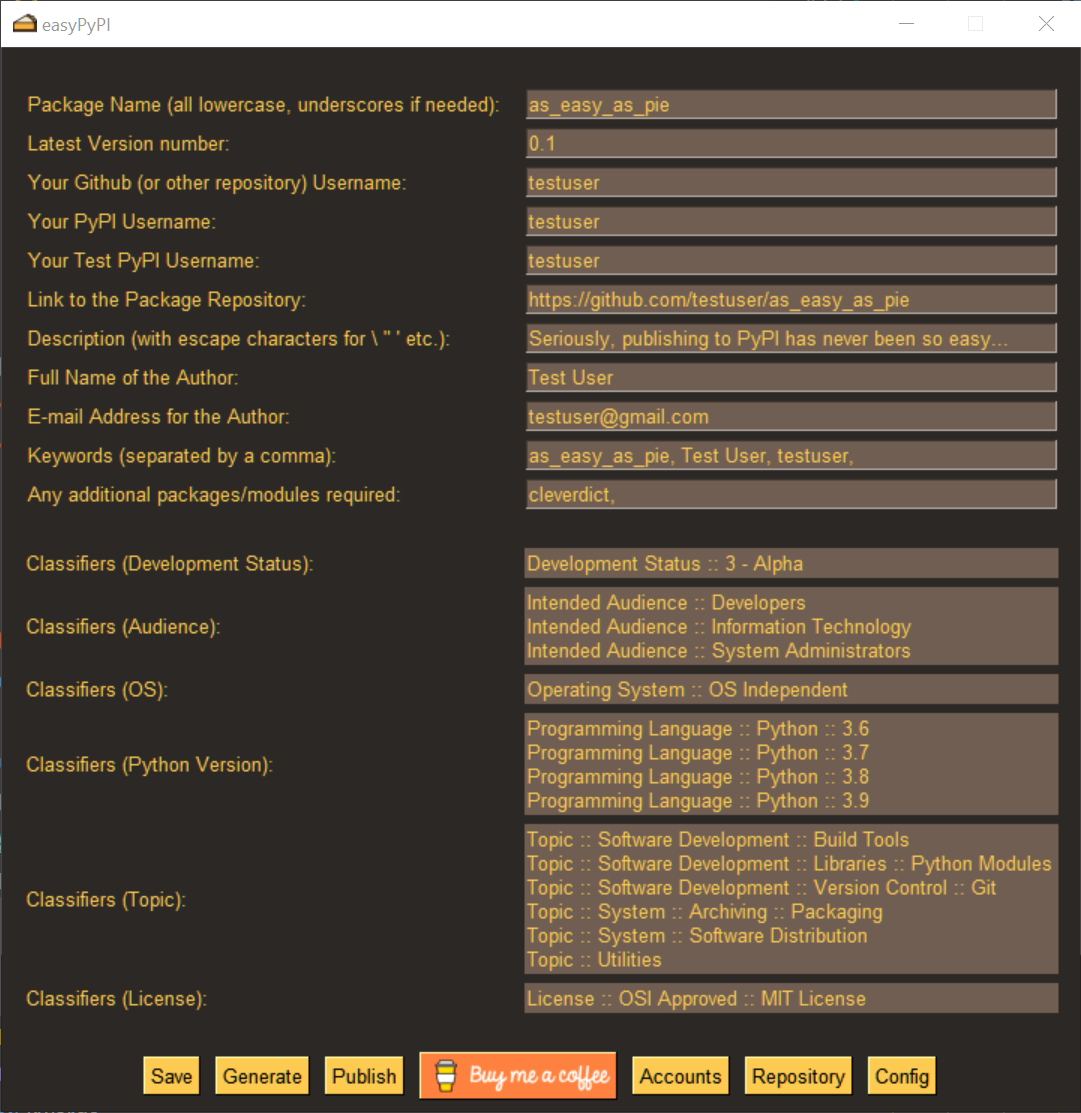 easyPyPI
Package Name (all lowercase, underscores if needed): as_easy_as_pie
Latest Version number: 0.1
Your Github (or other repository) Username: testuser
Your PyPI Username: testuser
Your Test PyPI Username: testuser
Link to the Package Repository: https://github.com/testuser/as_easy_as_pie
Description (with escape characters for \ " ' etc.): Seriously, publishing to PyPI has never been so easy...
Full Name of the Author: Test User
E-mail Address for the Author: testuser@gmail.com
Keywords (separated by a comma): as_easy_as_pie, Test User, testuser,
Any additional packages/modules required: cleverdict,
Classifiers (Development Status): Development Status :: 3 - Alpha
Classifiers (Audience):
Intended Audience :: Developers
Intended Audience :: Information Technology
Intended Audience :: System Administrators
Classifiers (OS): Operating System :: OS Independent
Classifiers (Python Version):
Programming Language :: Python :: 3.6
Programming Language :: Python :: 3.7
Programming Language :: Python :: 3.8
Programming Language :: Python :: 3.9
Classifiers (Topic):
Topic :: Software Development :: Build Tools
Topic :: Software Development :: Libraries :: Python Modules
Topic :: Software Development :: Version Control :: Git
Topic :: System :: Archiving :: Packaging
Topic :: System :: Software Distribution
Topic :: Utilities
Classifiers (License): License :: OSI Approved :: MIT License
Save Generate Publish Buy me a coffee Accounts Repository Config